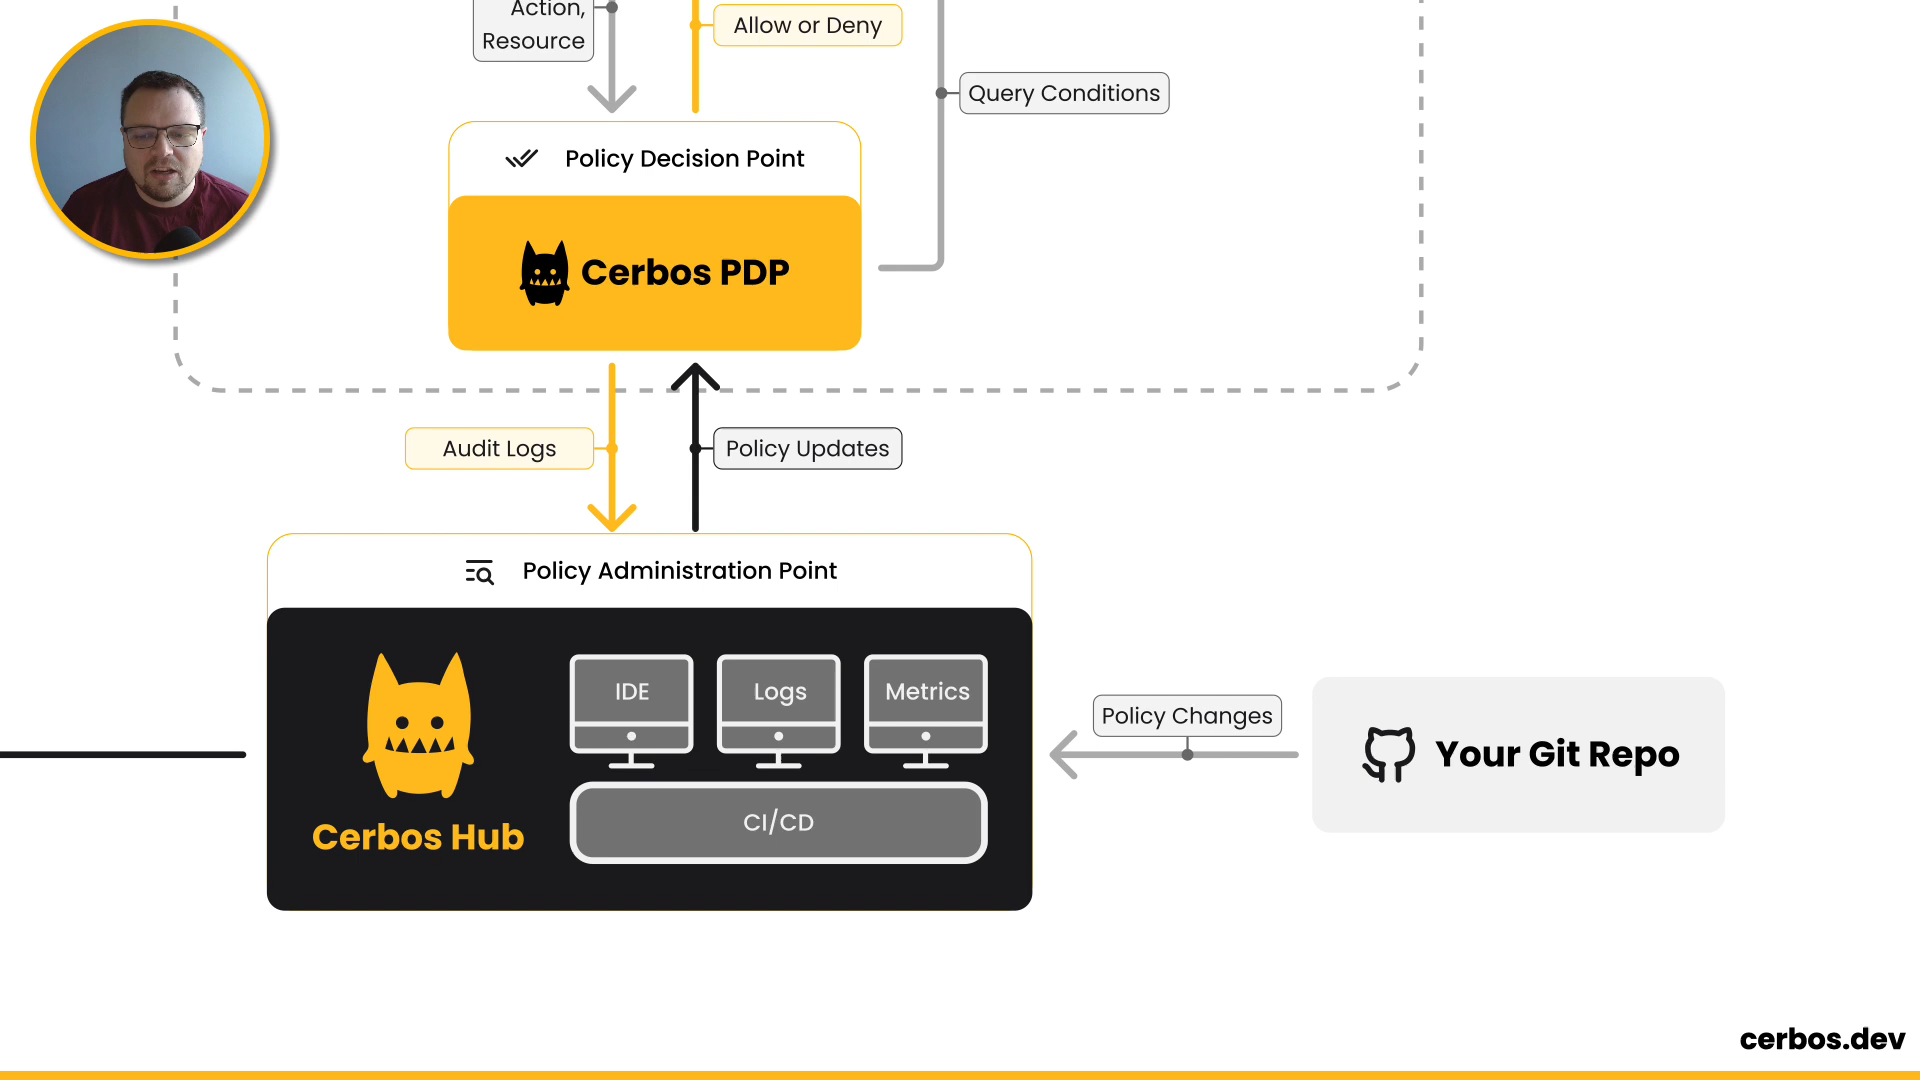 Action,
Resource
Allow or Deny
Query Conditions
Policy Decision Point
Cerbos PDP
Audit Logs
Policy Updates
Policy Administration Point
IDE
Logs
Metrics
CI/CD
Cerbos Hub
Policy Changes
Your Git Repo
cerbos.dev